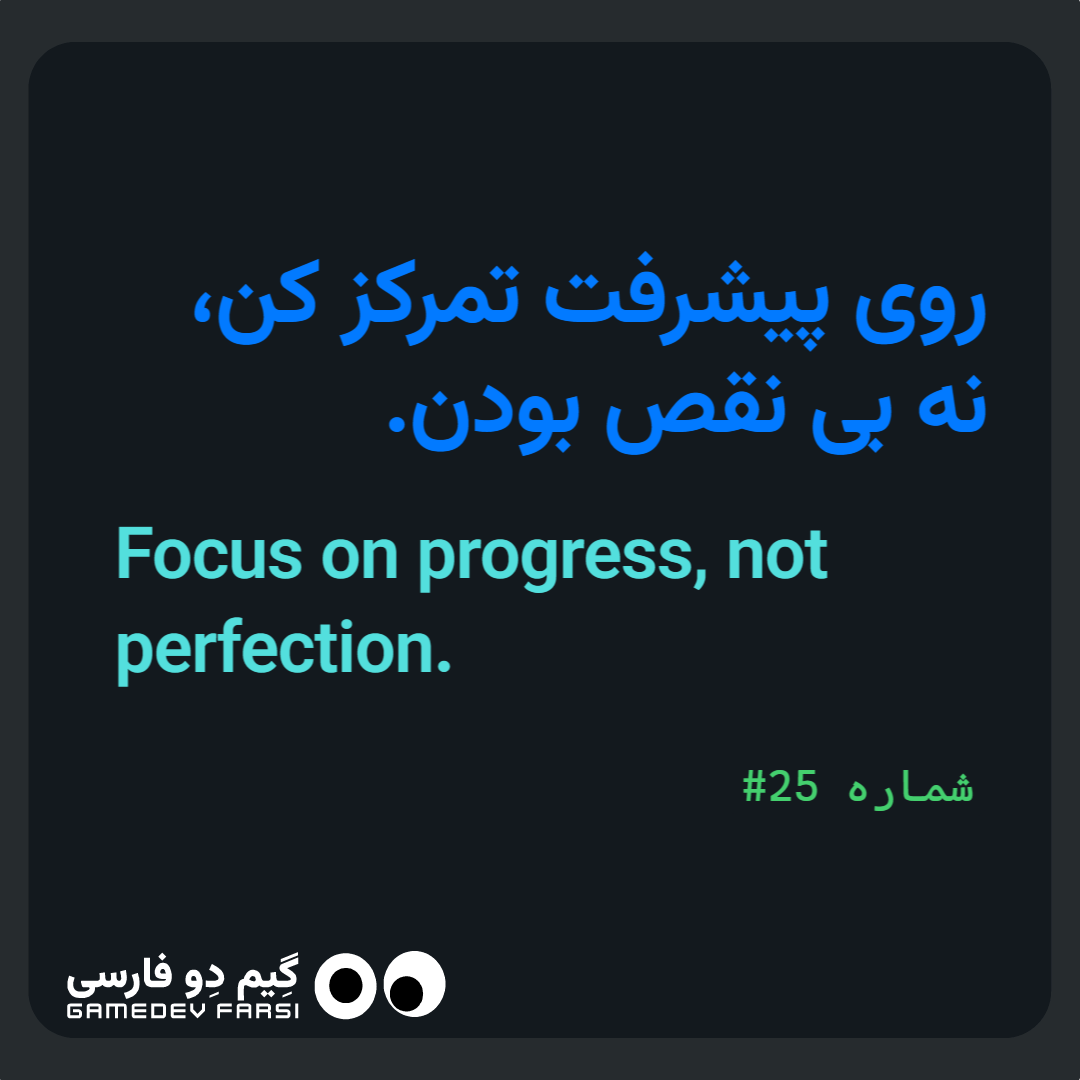 روی پیشرفت تمرکز کن،
نه بی نقص بودن.
Focus on progress, not
perfection.
شماره 25#
گِیم دِو فارسی
GAMEDEV FARSI